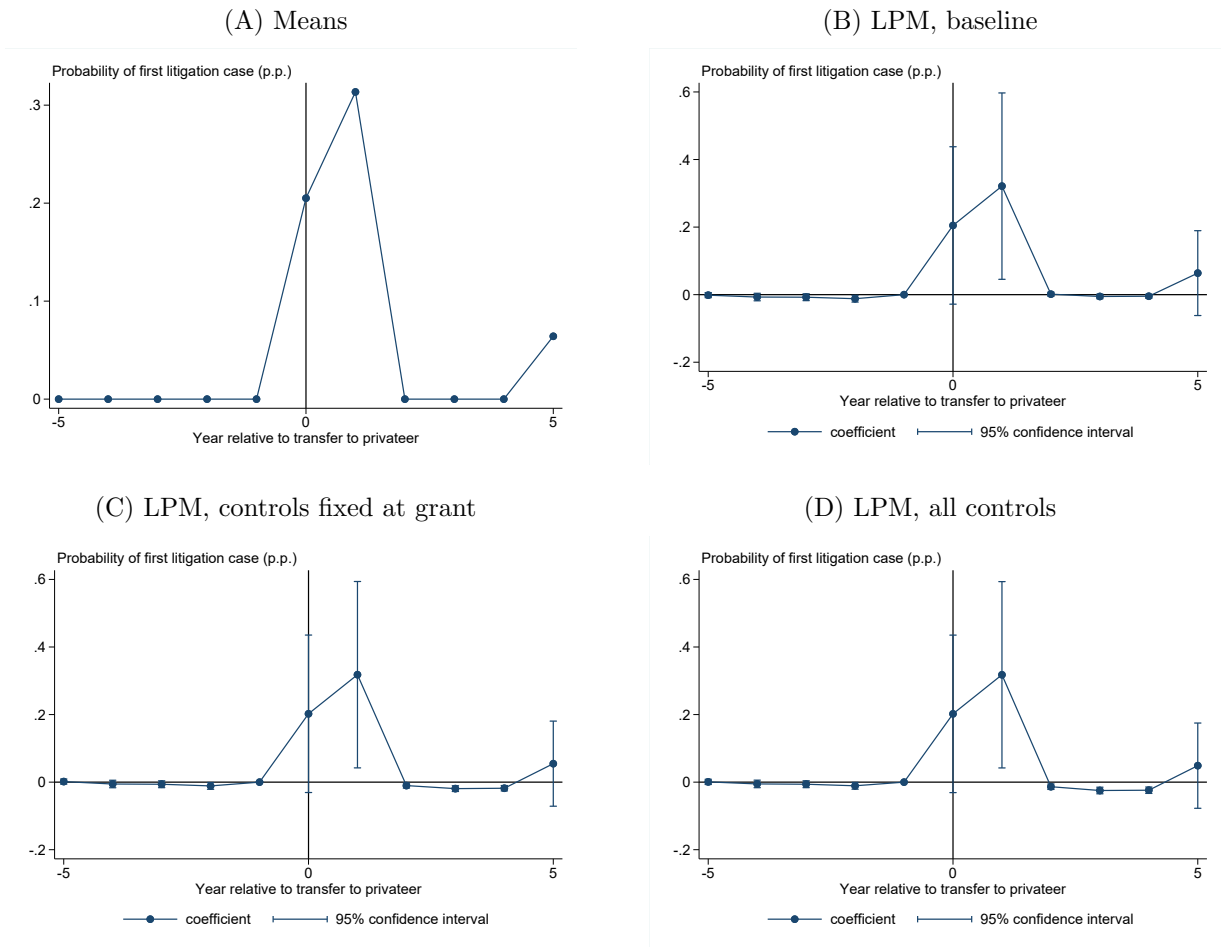 (A) Means
Probability of first litigation case (p.p.)
.3
.2
.1
0
-5
0
5
Year relative to transfer to privateer
(B) LPM, baseline
Probability of first litigation case (p.p.)
.6
.4
.2
0
-.2
-5
0
5
Year relative to transfer to privateer
coefficient
95% confidence interval
(C) LPM, controls fixed at grant
Probability of first litigation case (p.p.)
.6
.4
.2
0
-.2
-5
0
5
Year relative to transfer to privateer
coefficient
95% confidence interval
(D) LPM, all controls
Probability of first litigation case (p.p.)
.6
.4
.2
0
-.2
-5
0
5
Year relative to transfer to privateer
coefficient
95% confidence interval